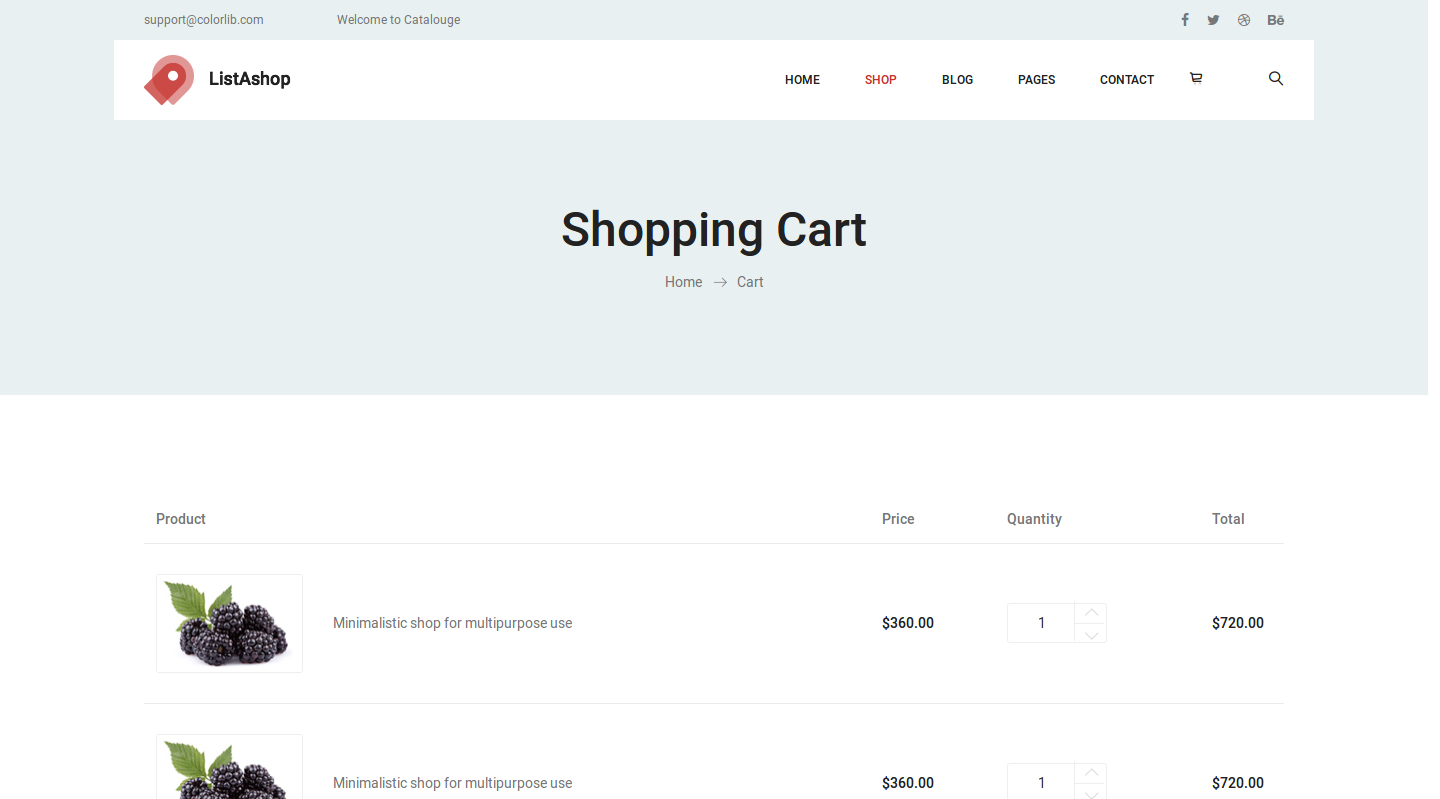 support@colorlib.com Welcome to Catalouge Bē
ListAshop HOME SHOP BLOG PAGES CONTACT
Shopping Cart
Home Cart
Product Price Quantity Total
Minimalistic shop for multipurpose use $360.00 1 $720.00
Minimalistic shop for multipurpose use $360.00 1 $720.00